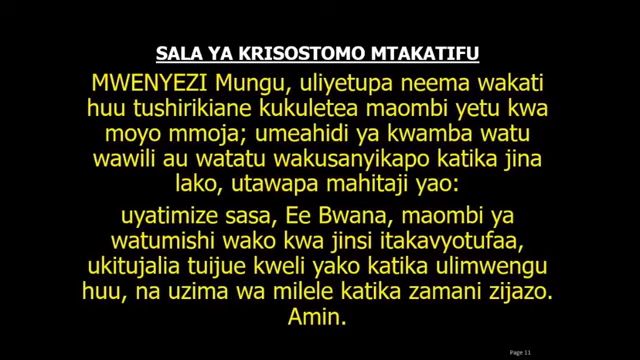 SALA YA KRISOSTOMO MTAKATIFU
MWENYEZI Mungu, uliyetupa neema wakati
huu tushirikiane kukuletea maombi yetu kwa
moyo mmoja; umeahidi ya kwamba watu
wawili au watatu wakusanyikapo katika jina
lako, utawapa mahitaji yao:
uyatimize sasa, Ee Bwana, maombi ya
watumishi wako kwa jinsi itakavyotufaa,
ukitujalia tuijue kweli yako katika ulimwengu
huu, na uzima wa milele katika zamani zijazo.
Amin.
Page 11